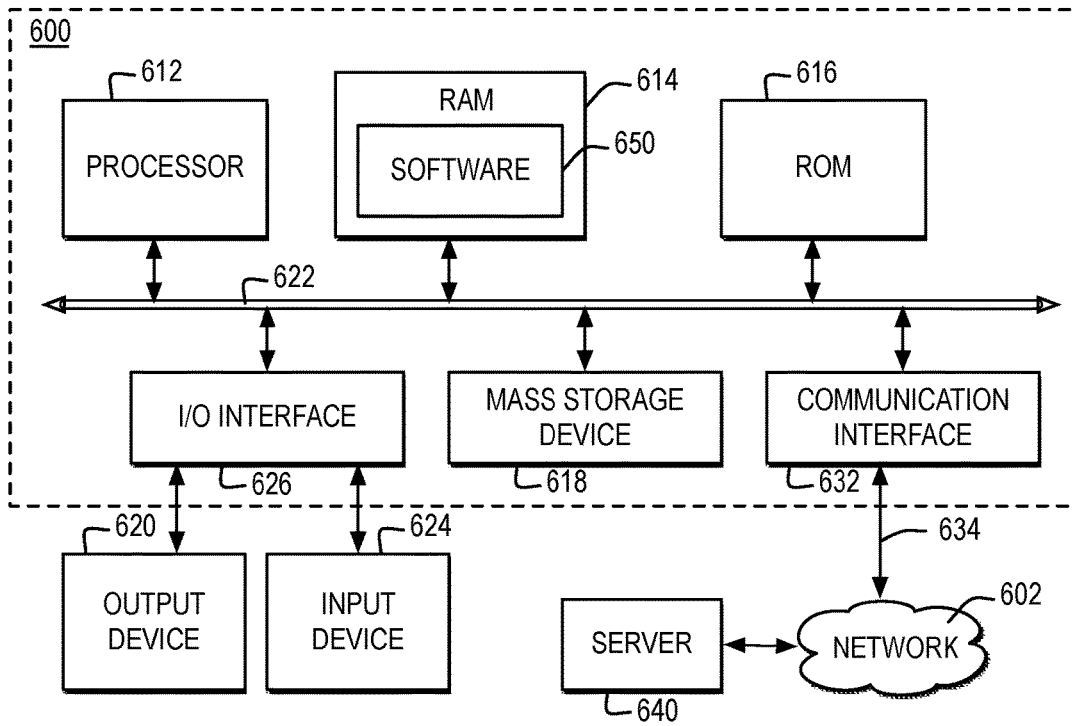 600
612
614
616
RAM
PROCESSOR
SOFTWARE
650
ROM
622
I/O INTERFACE
MASS STORAGE
DEVICE
COMMUNICATION
INTERFACE
626
618
632
620
624
634
OUTPUT
DEVICE
INPUT
DEVICE
SERVER
602
NETWORK
640